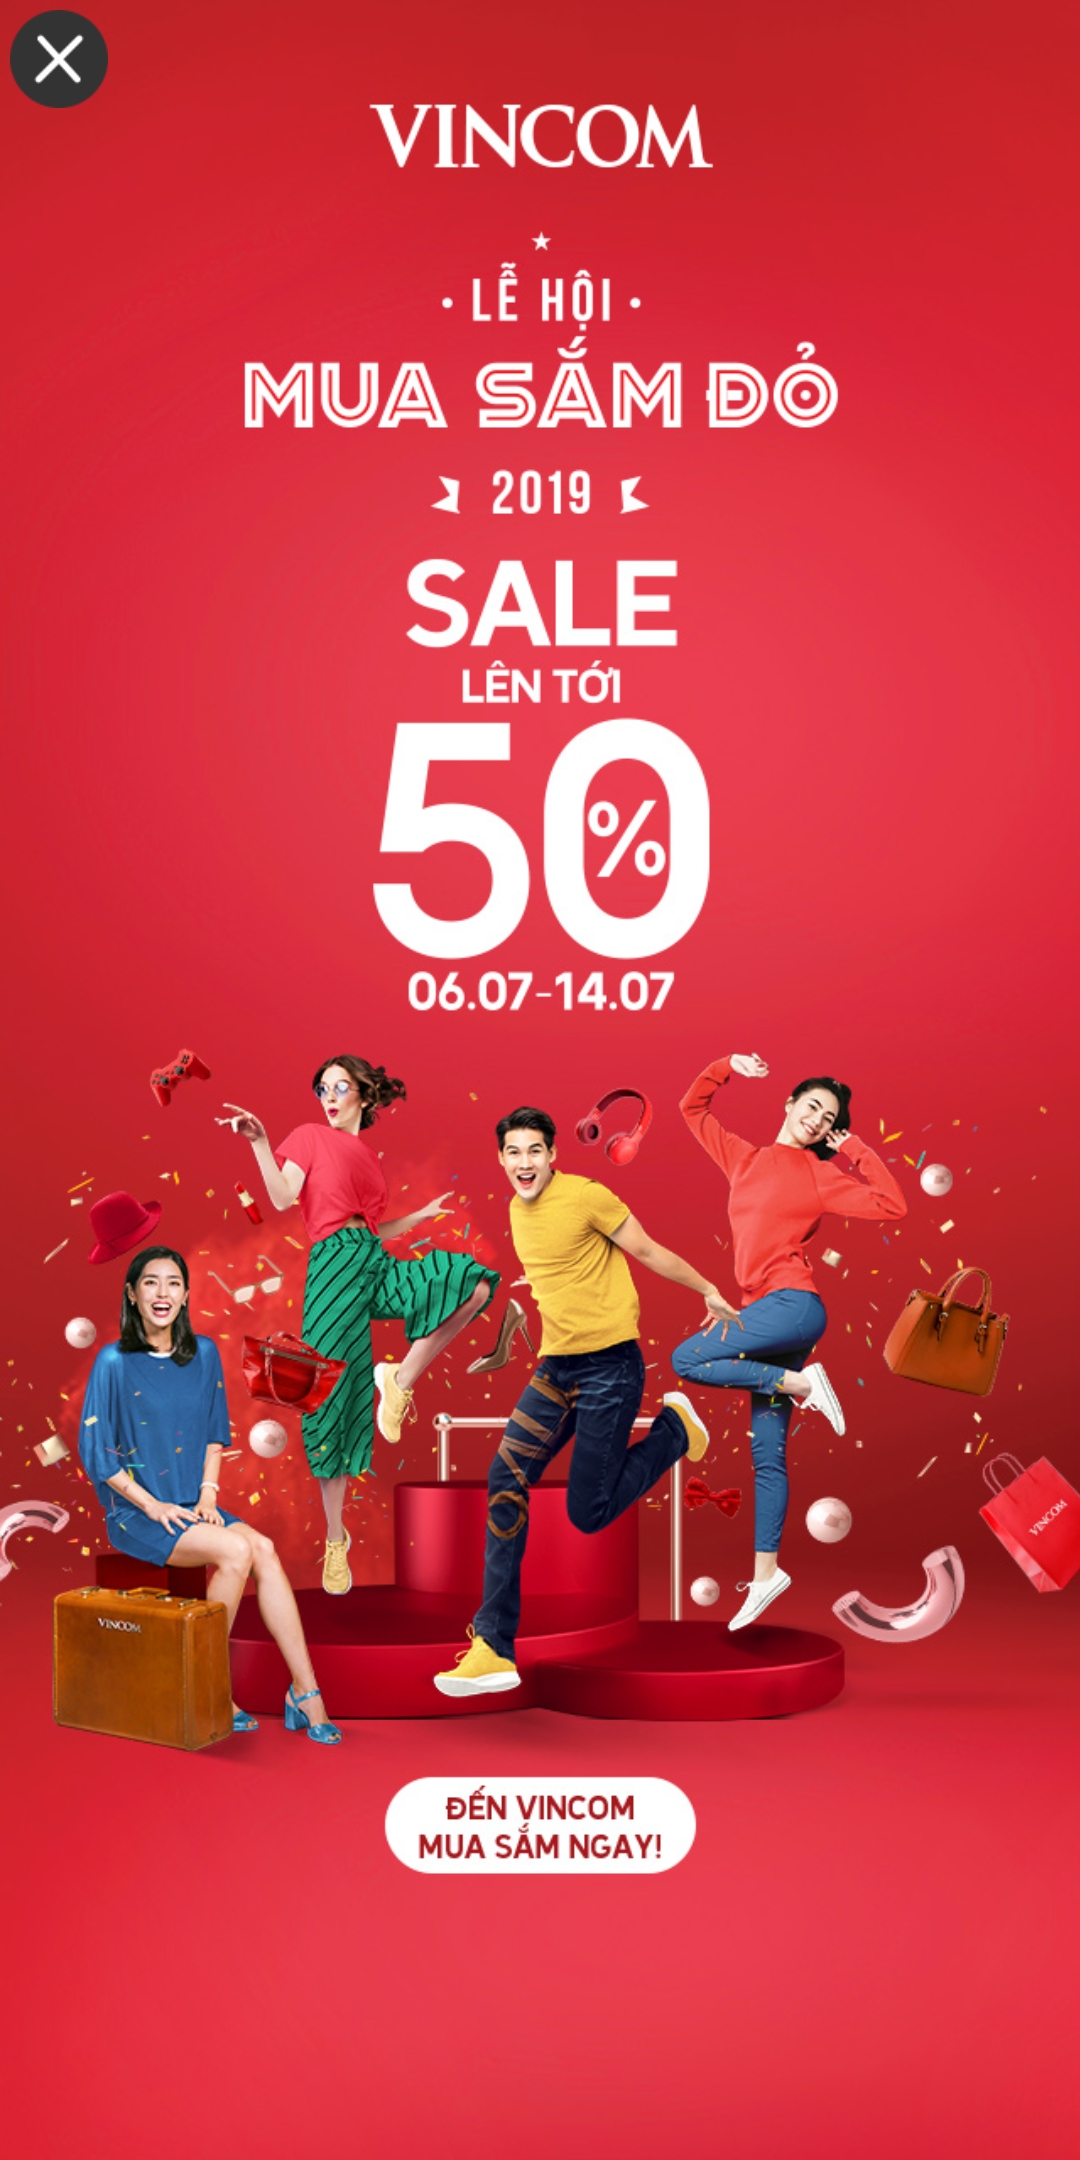 VINCOM
LỄ HỘI
MUA SẮM ĐỎ
2019
SALE
LÊN TỚI
50%
06.07-14.07
VINCOM
VINCOM
ĐẾN VINCOM
MUA SẮM NGAY!